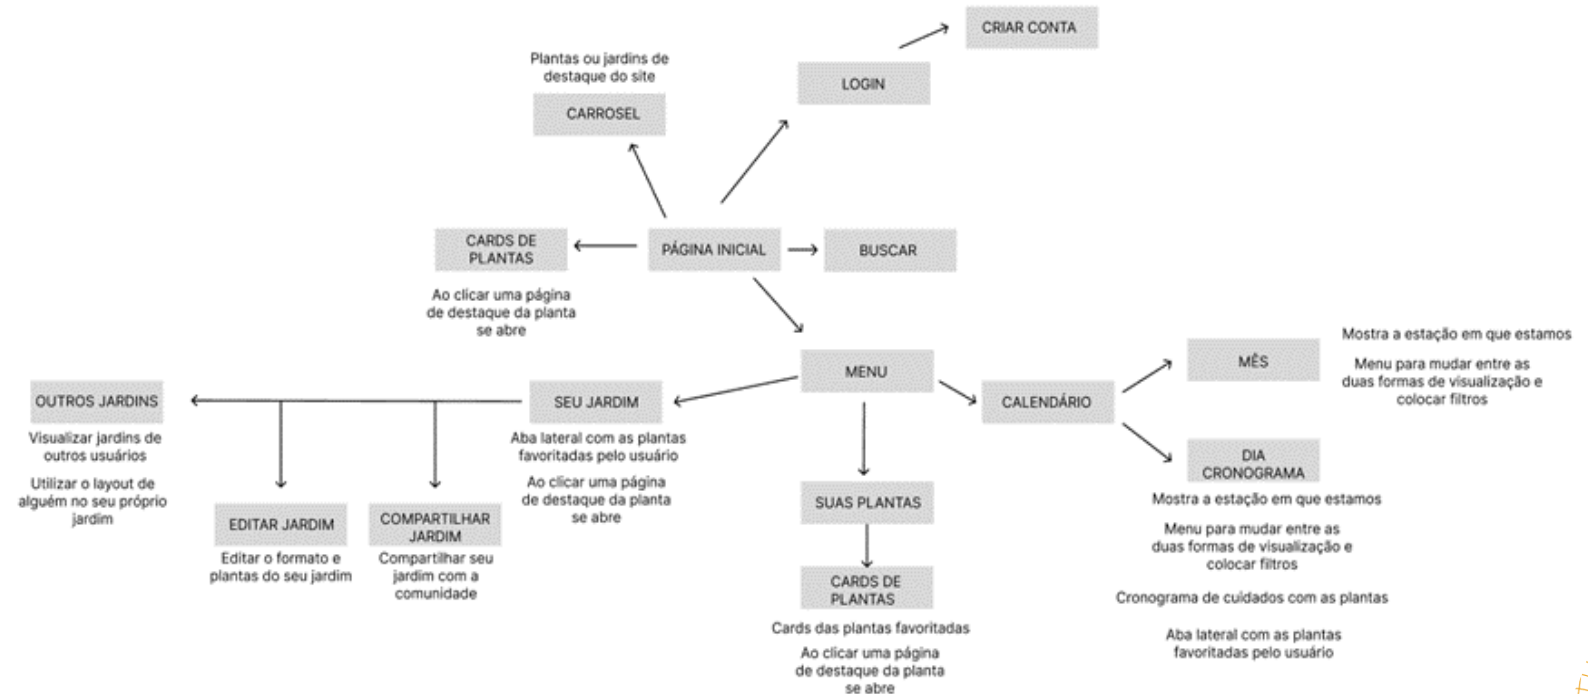 CRIAR CONTA
Plantas ou jardins de
destaque do site
LOGIN
CARROSEL
CARDS DE
PLANTAS
PÁGINA INICIAL
BUSCAR
Ao clicar uma página
de destaque da planta
se abre
MENU
MÊS
Mostra a estação em que estamos
Menu para mudar entre as
duas formas de visualização e
colocar filtros
OUTROS JARDINS
Visualizar jardins de
outros usuários
Utilizar o layout de
alguém no seu próprio
jardim
SEU JARDIM
Aba lateral com as plantas
favoritadas pelo usuário
Ao clicar uma página
de destaque da planta
se abre
CALENDÁRIO
EDITAR JARDIM
Editar o formato e
plantas do seu jardim
COMPARTILHAR
JARDIM
Compartilhar seu
jardim com a
comunidade
SUAS PLANTAS
CARDS DE
PLANTAS
Cards das plantas favoritadas
Ao clicar uma página
de destaque da planta
se abre
DIA
CRONOGRAMA
Mostra a estação em que estamos
Menu para mudar entre as
duas formas de visualização e
colocar filtros
Cronograma de cuidados com as plantas
Aba lateral com as plantas
favoritadas pelo usuário